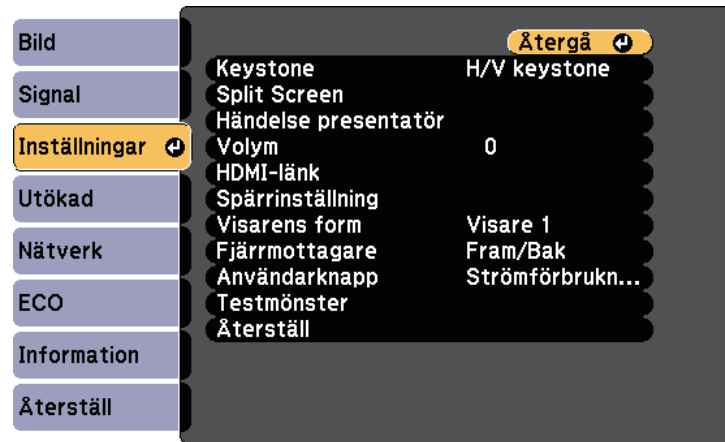 Bild
Signal
Inställningar
Utökad
Nätverk
ECO
Information
Återställ
Återgå
Keystone H/V keystone
Split Screen
Händelse presentatör
Volym 0
HDMI-länk
Spärrinställning
Visarens form Visare 1
Fjärrmottagare Fram/Bak
Användarknapp Strömförbrukn...
Testmönster
Återställ